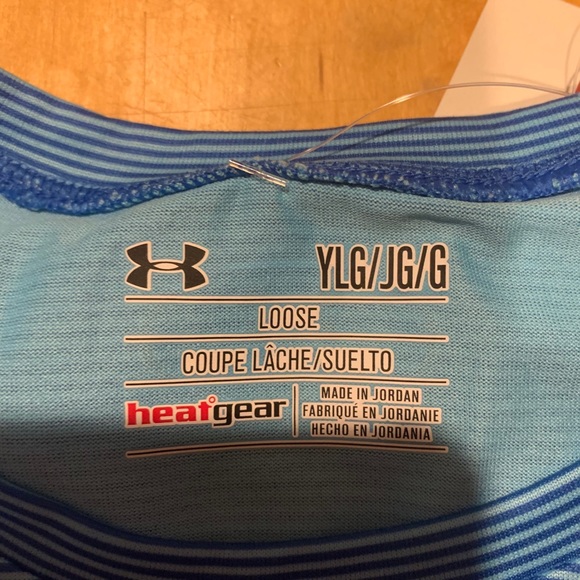 YLG/JG/G
LOOSE
COUPE LÂCHE/SUELTO
heatgear
MADE IN JORDAN
FABRIQUÉ EN JORDANIE
HECHO EN JORDANIA